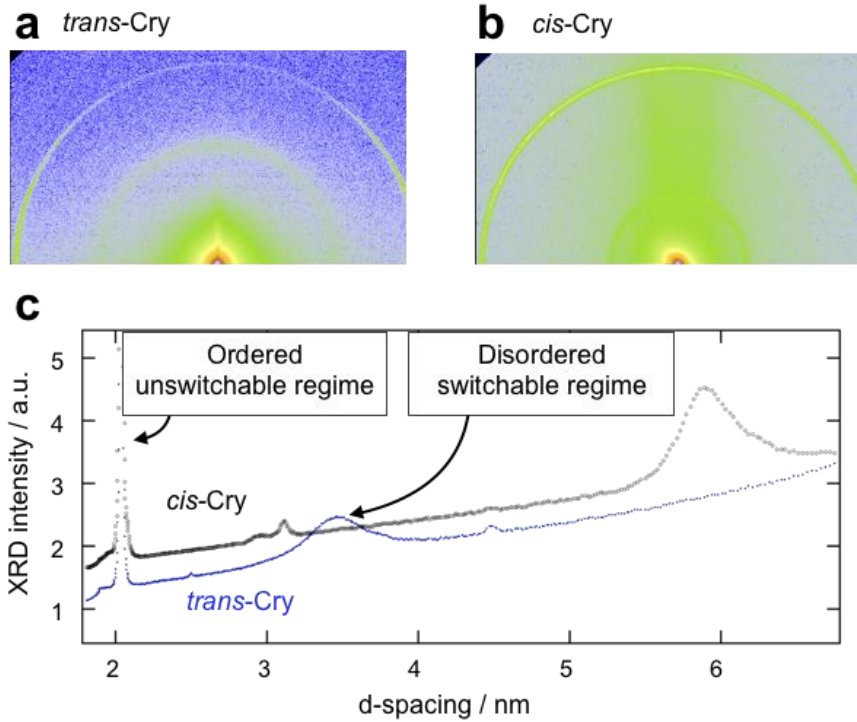 a trans-Cry
b cis-Cry
c
Ordered
unswitchable regime
Disordered
switchable regime
cis-Cry
trans-Cry
XRD intensity / a.u.
5
4
3
2
1
2 3 4 5 6
d-spacing / nm